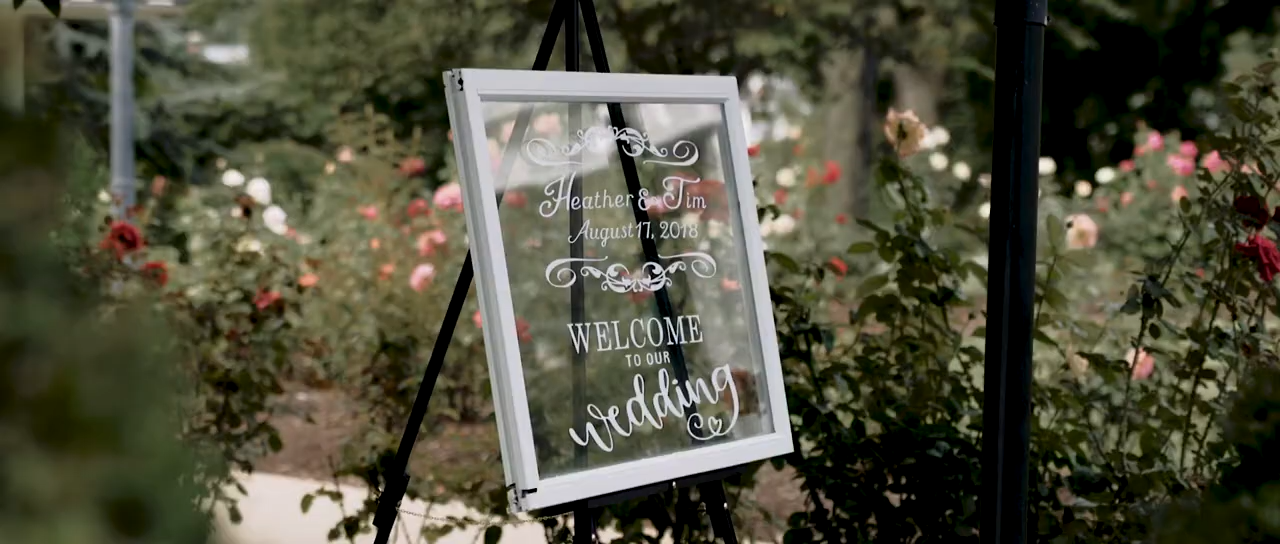 Heather & Tim
August 17, 2018
WELCOME
TO OUR
wedding